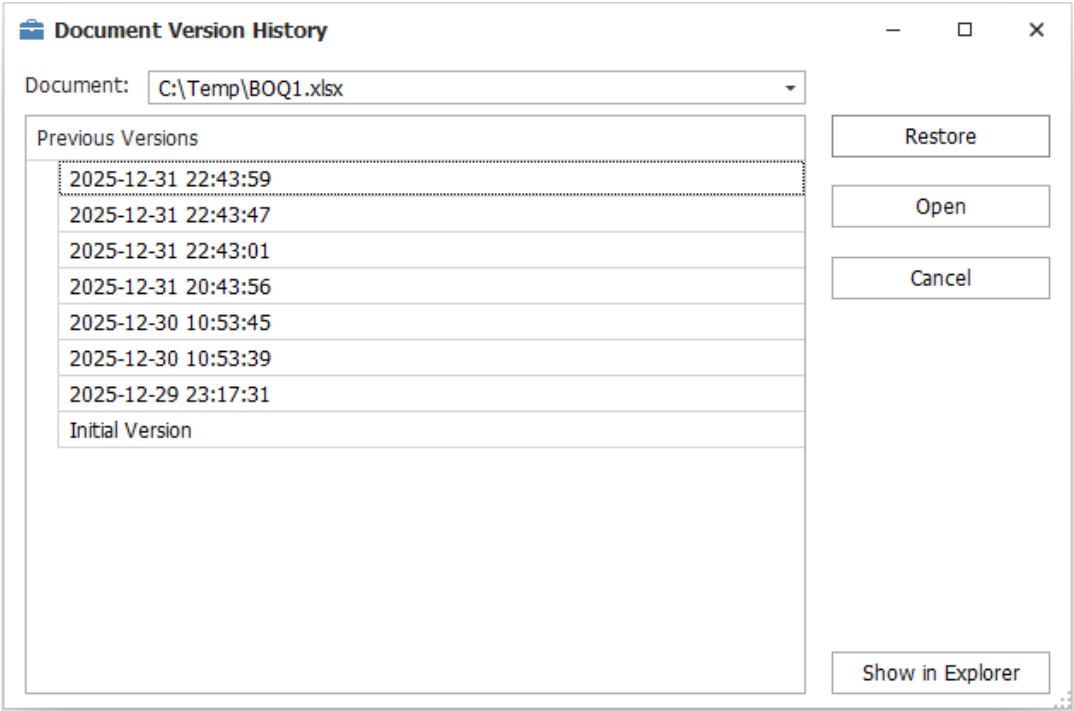 Document Version History
Document: C:\Temp\BOQ1.xlsx
Previous Versions
2025-12-31 22:43:59
2025-12-31 22:43:47
2025-12-31 22:43:01
2025-12-31 20:43:56
2025-12-30 10:53:45
2025-12-30 10:53:39
2025-12-29 23:17:31
Initial Version
Restore
Open
Cancel
Show in Explorer